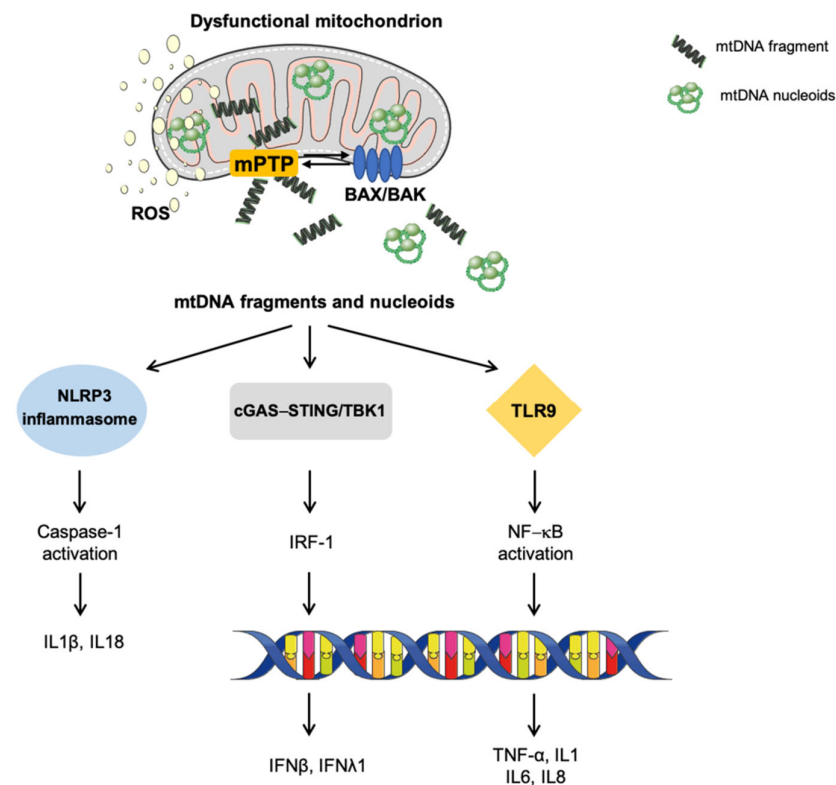 Dysfunctional mitochondrion
mtDNA fragment
mtDNA nucleoids
mPTP
BAX/BAK
ROS
mtDNA fragments and nucleoids
NLRP3
inflammasome
cGAS–STING/TBK1
TLR9
Caspase-1
activation
IRF-1
NF–κB
activation
IL1β, IL18
IFNβ, IFNλ1
TNF-α, IL1
IL6, IL8